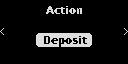 Action
< Deposit >